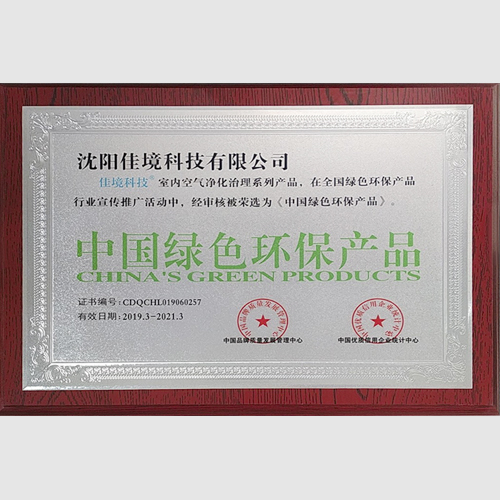 沈阳佳境科技有限公司
佳境科技® 室内空气净化治理系列产品，在全国绿色环保产品
行业宣传推广活动中，经审核被荣选为《中国绿色环保产品》。
中国绿色环保产品
CHINA'S GREEN PRODUCTS
证书编号:CDQCHL019060257
有效日期:2019.3-2021.3
中国品牌质量发展管理中心
中国优质信用企业统计中心